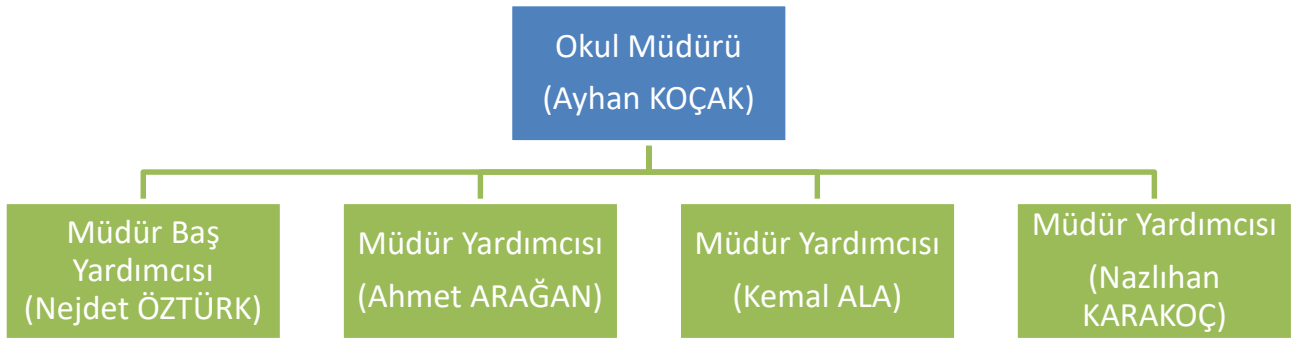 Okul Müdürü
(Ayhan KOÇAK)
Müdür Baş
Yardımcısı
(Nejdet ÖZTÜRK)
Müdür Yardımcısı
(Ahmet ARAĞAN)
Müdür Yardımcısı
(Kemal ALA)
Müdür Yardımcısı
(Nazlıhan
KARAKOÇ)